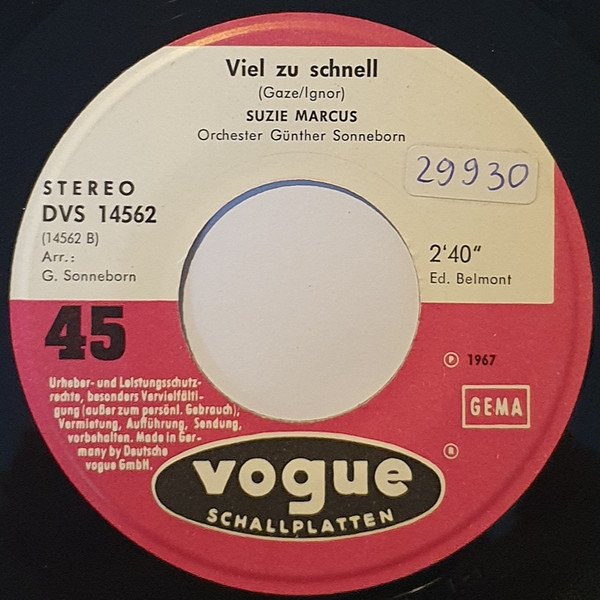 Viel zu schnell
(Gaze/Ignor)
SUZIE MARCUS
Orchester Günther Sonneborn
29930
STEREO
DVS 14562
(14562 B)
Arr.:
G. Sonneborn
2'40"
Ed. Belmont
45
℗ 1967
GEMA
Urheber- und Leistungsschutz-
rechte, besonders Vervielfälti-
gung (außer zum persönl. Gebrauch),
Vermietung, Aufführung, Sendung,
vorbehalten. Made in Ger-
many by Deutsche
vogue GmbH.
®
vogue
SCHALLPLATTEN